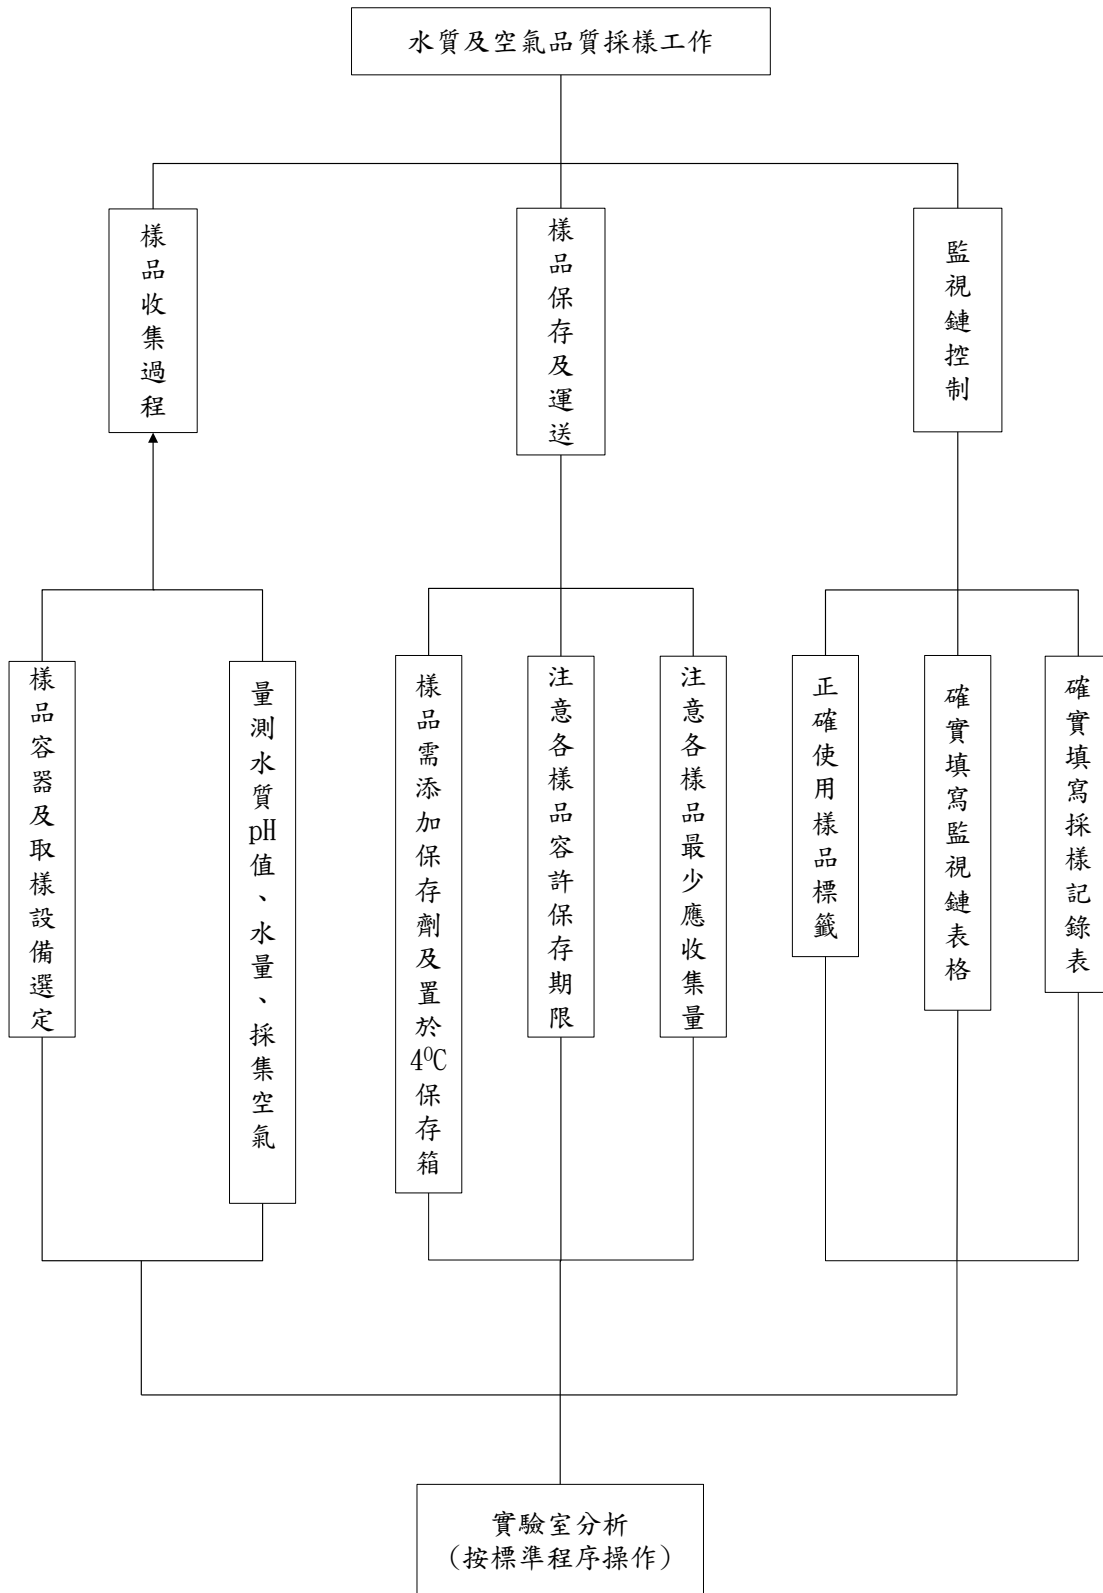 水質及空氣品質採樣工作
樣品收集過程
樣品保存及運送
監視鏈控制
樣品容器及取樣設備選定
量測水質pH值、水量、採集空氣
樣品需添加保存劑及置於4⁰C保存箱
注意各樣品容許保存期限
注意各樣品最少應收集量
正確使用樣品標籤
確實填寫監視鏈表格
確實填寫採樣記錄表
實驗室分析
（按標準程序操作）